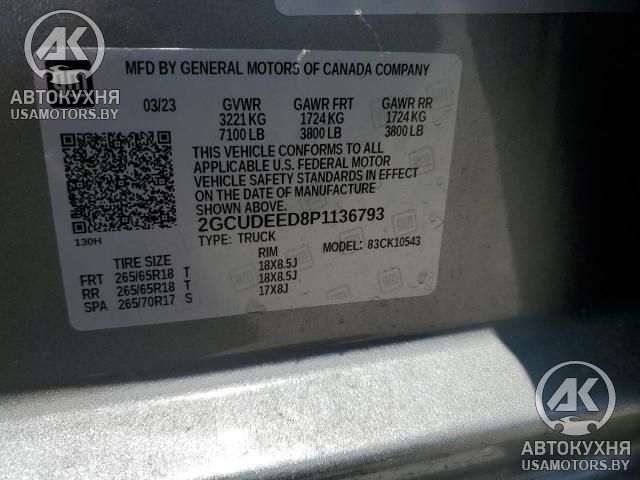 AK
АВТОКУХНЯ
USAMOTORS.BY
MFD BY GENERAL MOTORS OF CANADA COMPANY
03/23 GVWR GAWR FRT GAWR RR
3221 KG 1724 KG 1724 KG
7100 LB 3800 LB 3800 LB
THIS VEHICLE CONFORMS TO ALL
APPLICABLE U.S. FEDERAL MOTOR
VEHICLE SAFETY STANDARDS IN EFFECT
ON THE DATE OF MANUFACTURE
SHOWN ABOVE.
2GCUDEED8P1136793
TYPE: TRUCK MODEL: 83CK10543
130H
TIRE SIZE RIM
FRT 265/65R18 T 18X8.5J
RR 265/65R18 T 18X8.5J
SPA 265/70R17 S 17X8J
AK
АВТОКУХНЯ
USAMOTORS.BY